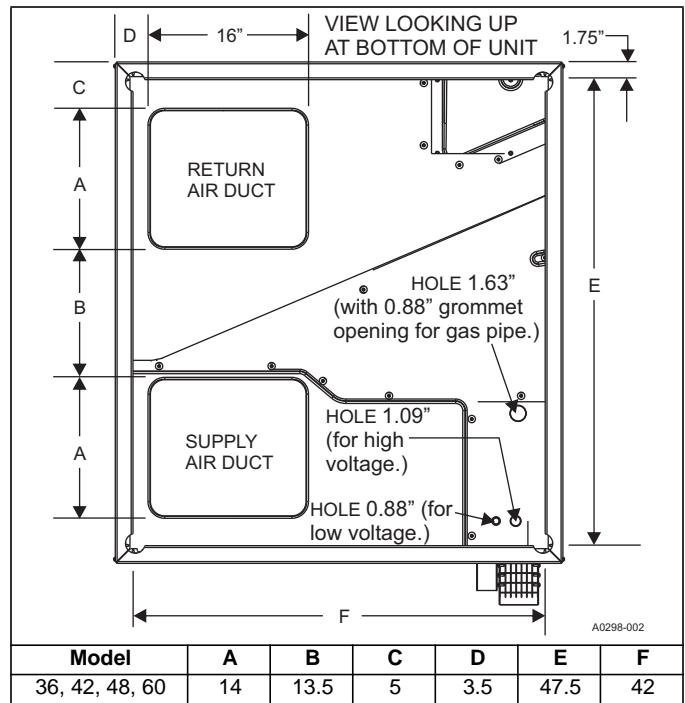 D
16”
VIEW LOOKING UP
AT BOTTOM OF UNIT
1.75”
C
A
RETURN
AIR DUCT
B
E
HOLE 1.63”
(with 0.88” grommet
opening for gas pipe.)
A
SUPPLY
AIR DUCT
HOLE 1.09”
(for high
voltage.)
HOLE 0.88” (for
low voltage.)
F
A0298-002
Model A B C D E F
36, 42, 48, 60 14 13.5 5 3.5 47.5 42